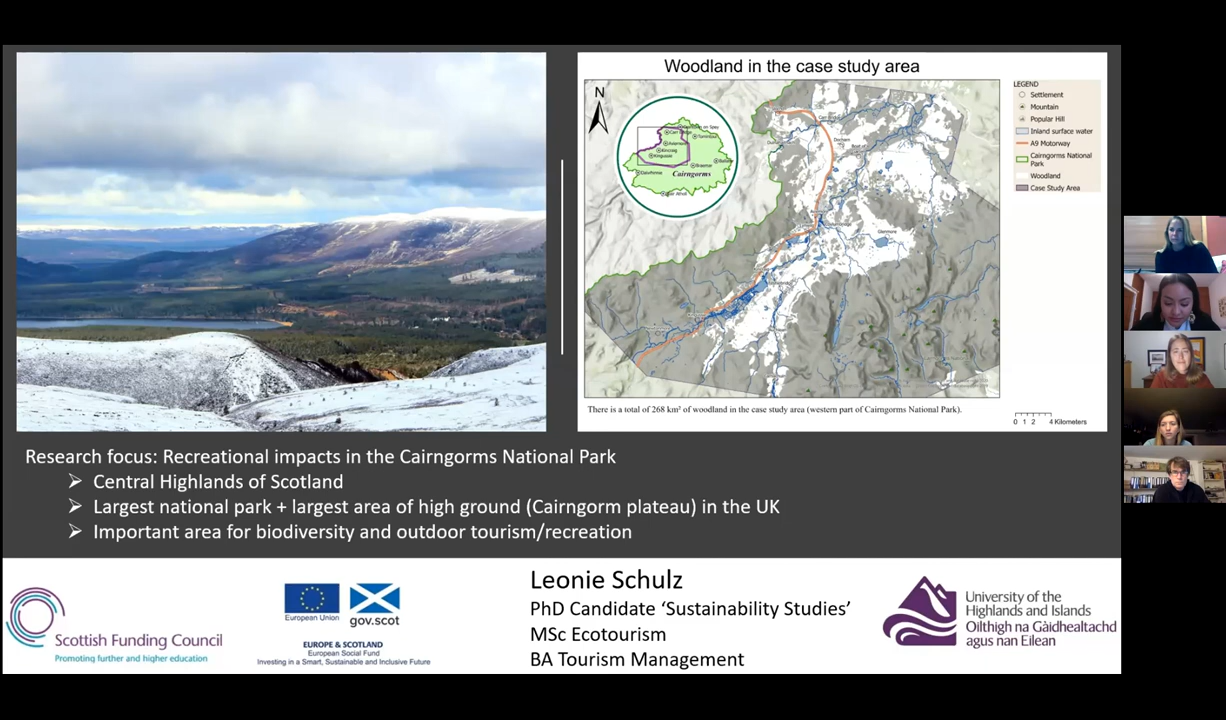 Woodland in the case study area
N
Cairngorms
LEGEND
Settlement
Mountain
Popular Hill
Inland surface water
A9 Motorway
Cairngorms National
Park
Woodland
Case Study Area
There is a total of 268 km² of woodland in the case study area (western part of Cairngorms National Park).
0 1 2 4 Kilometers
Research focus: Recreational impacts in the Cairngorms National Park
➢ Central Highlands of Scotland
➢ Largest national park + largest area of high ground (Cairngorm plateau) in the UK
➢ Important area for biodiversity and outdoor tourism/recreation
Scottish Funding Council
Promoting further and higher education
European Union
gov.scot
EUROPE & SCOTLAND
European Social Fund
Investing in a Smart, Sustainable and Inclusive Future
Leonie Schulz
PhD Candidate ‘Sustainability Studies’
MSc Ecotourism
BA Tourism Management
University of the
Highlands and Islands
Oilthigh na Gàidhealtachd
agus nan Eilean